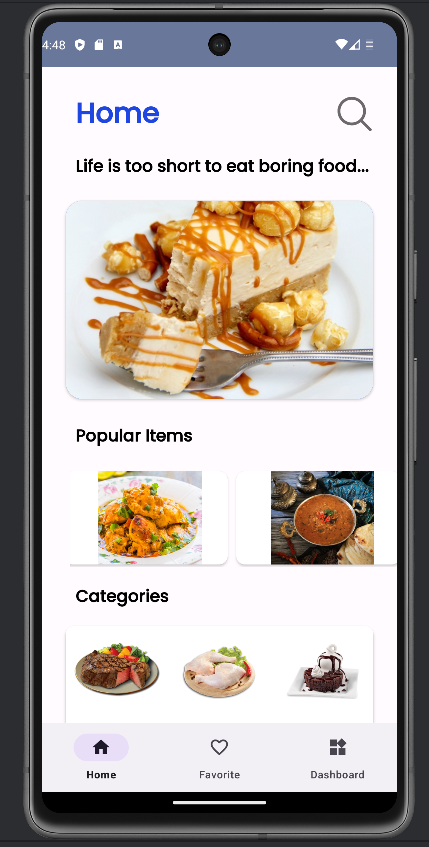 4:48
Home
Life is too short to eat boring food...
Popular Items
Categories
Home
Favorite
Dashboard